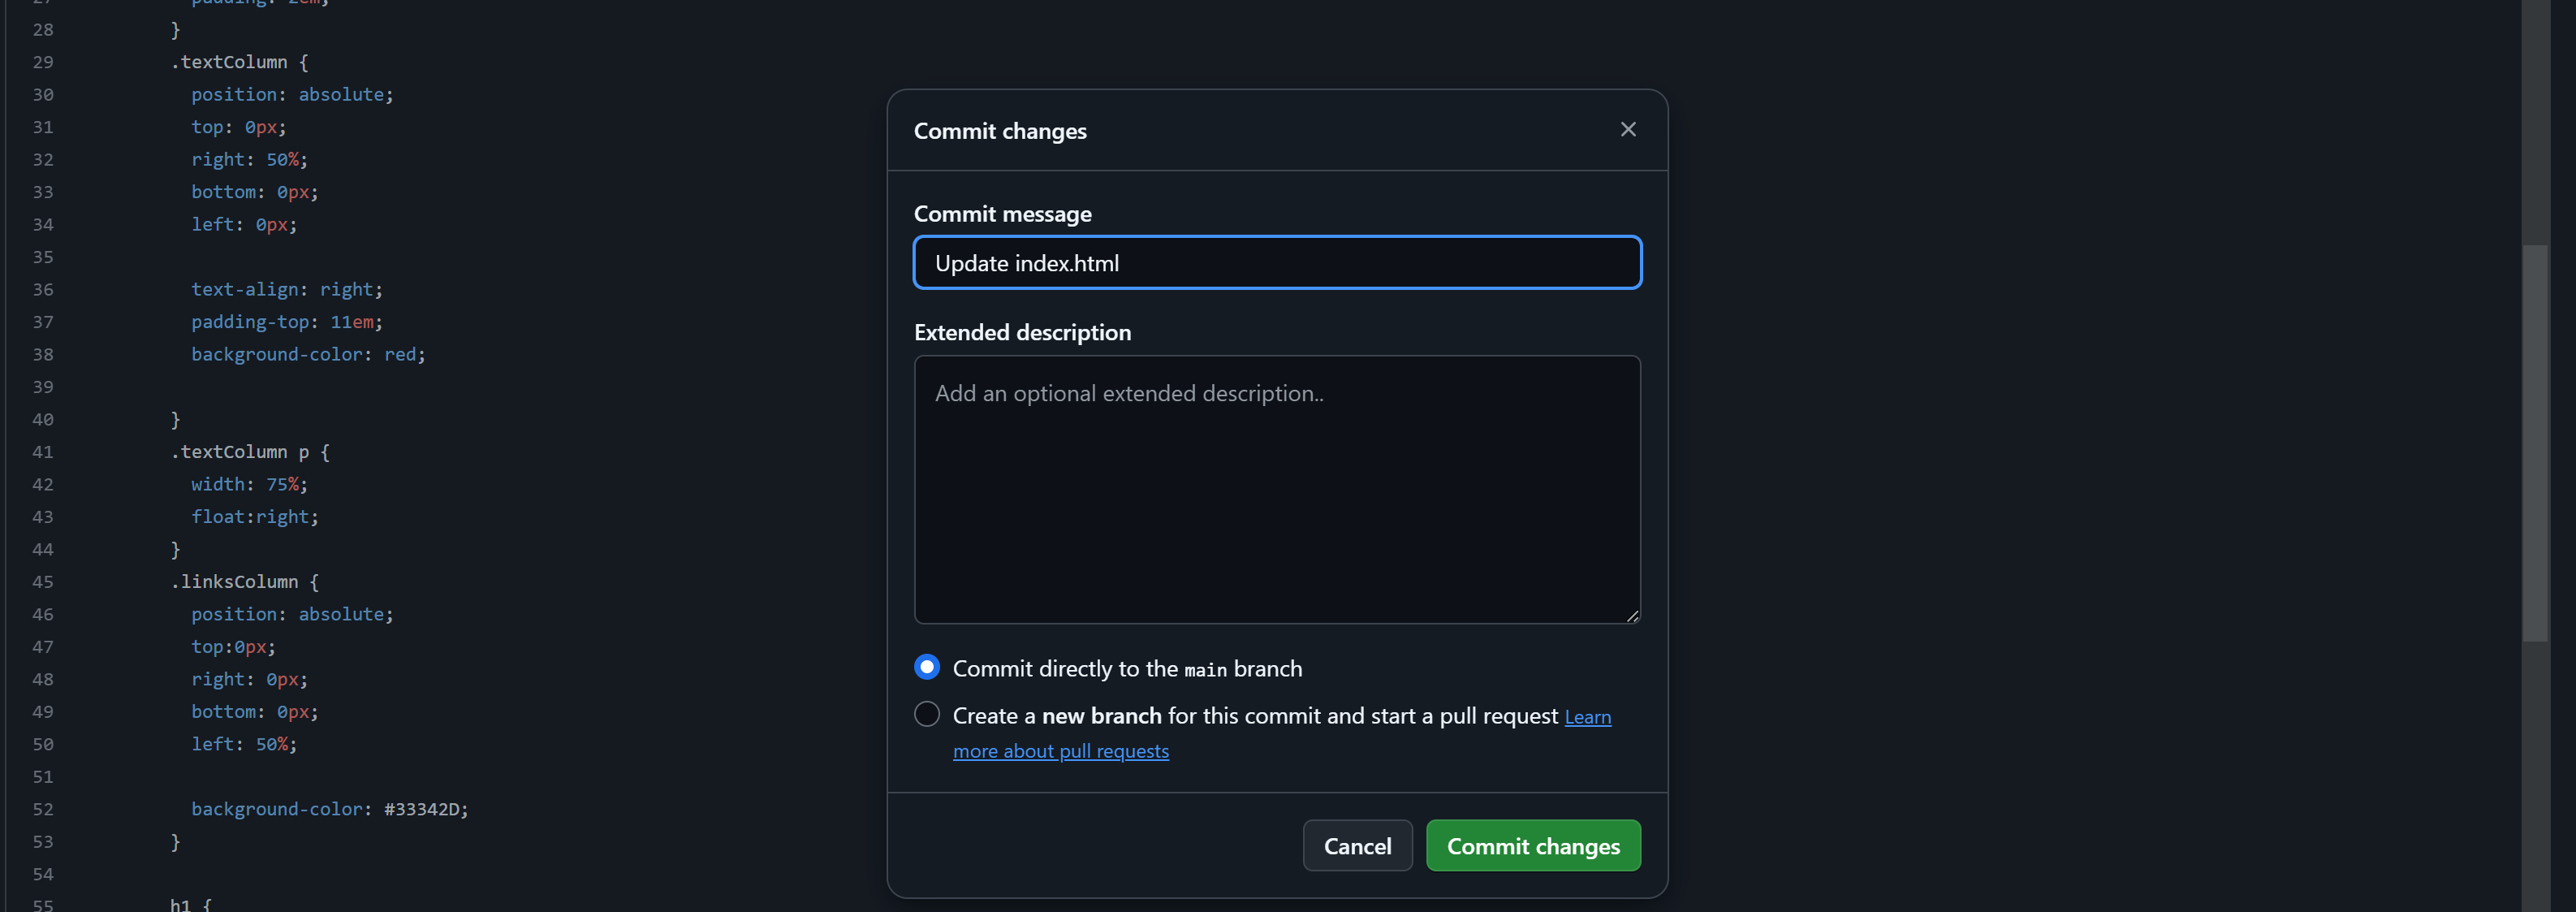 27 padding: 2em;
28 }
29 .textColumn {
30 position: absolute;
31 top: 0px;
32 right: 50%;
33 bottom: 0px;
34 left: 0px;
35
36 text-align: right;
37 padding-top: 11em;
38 background-color: red;
39
40 }
41 .textColumn p {
42 width: 75%;
43 float:right;
44 }
45 .linksColumn {
46 position: absolute;
47 top:0px;
48 right: 0px;
49 bottom: 0px;
50 left: 50%;
51
52 background-color: #33342D;
53 }
54
55 h1 {
Commit changes
Commit message
Update index.html
Extended description
Add an optional extended description..
Commit directly to the main branch
Create a new branch for this commit and start a pull request Learn
more about pull requests
Cancel
Commit changes